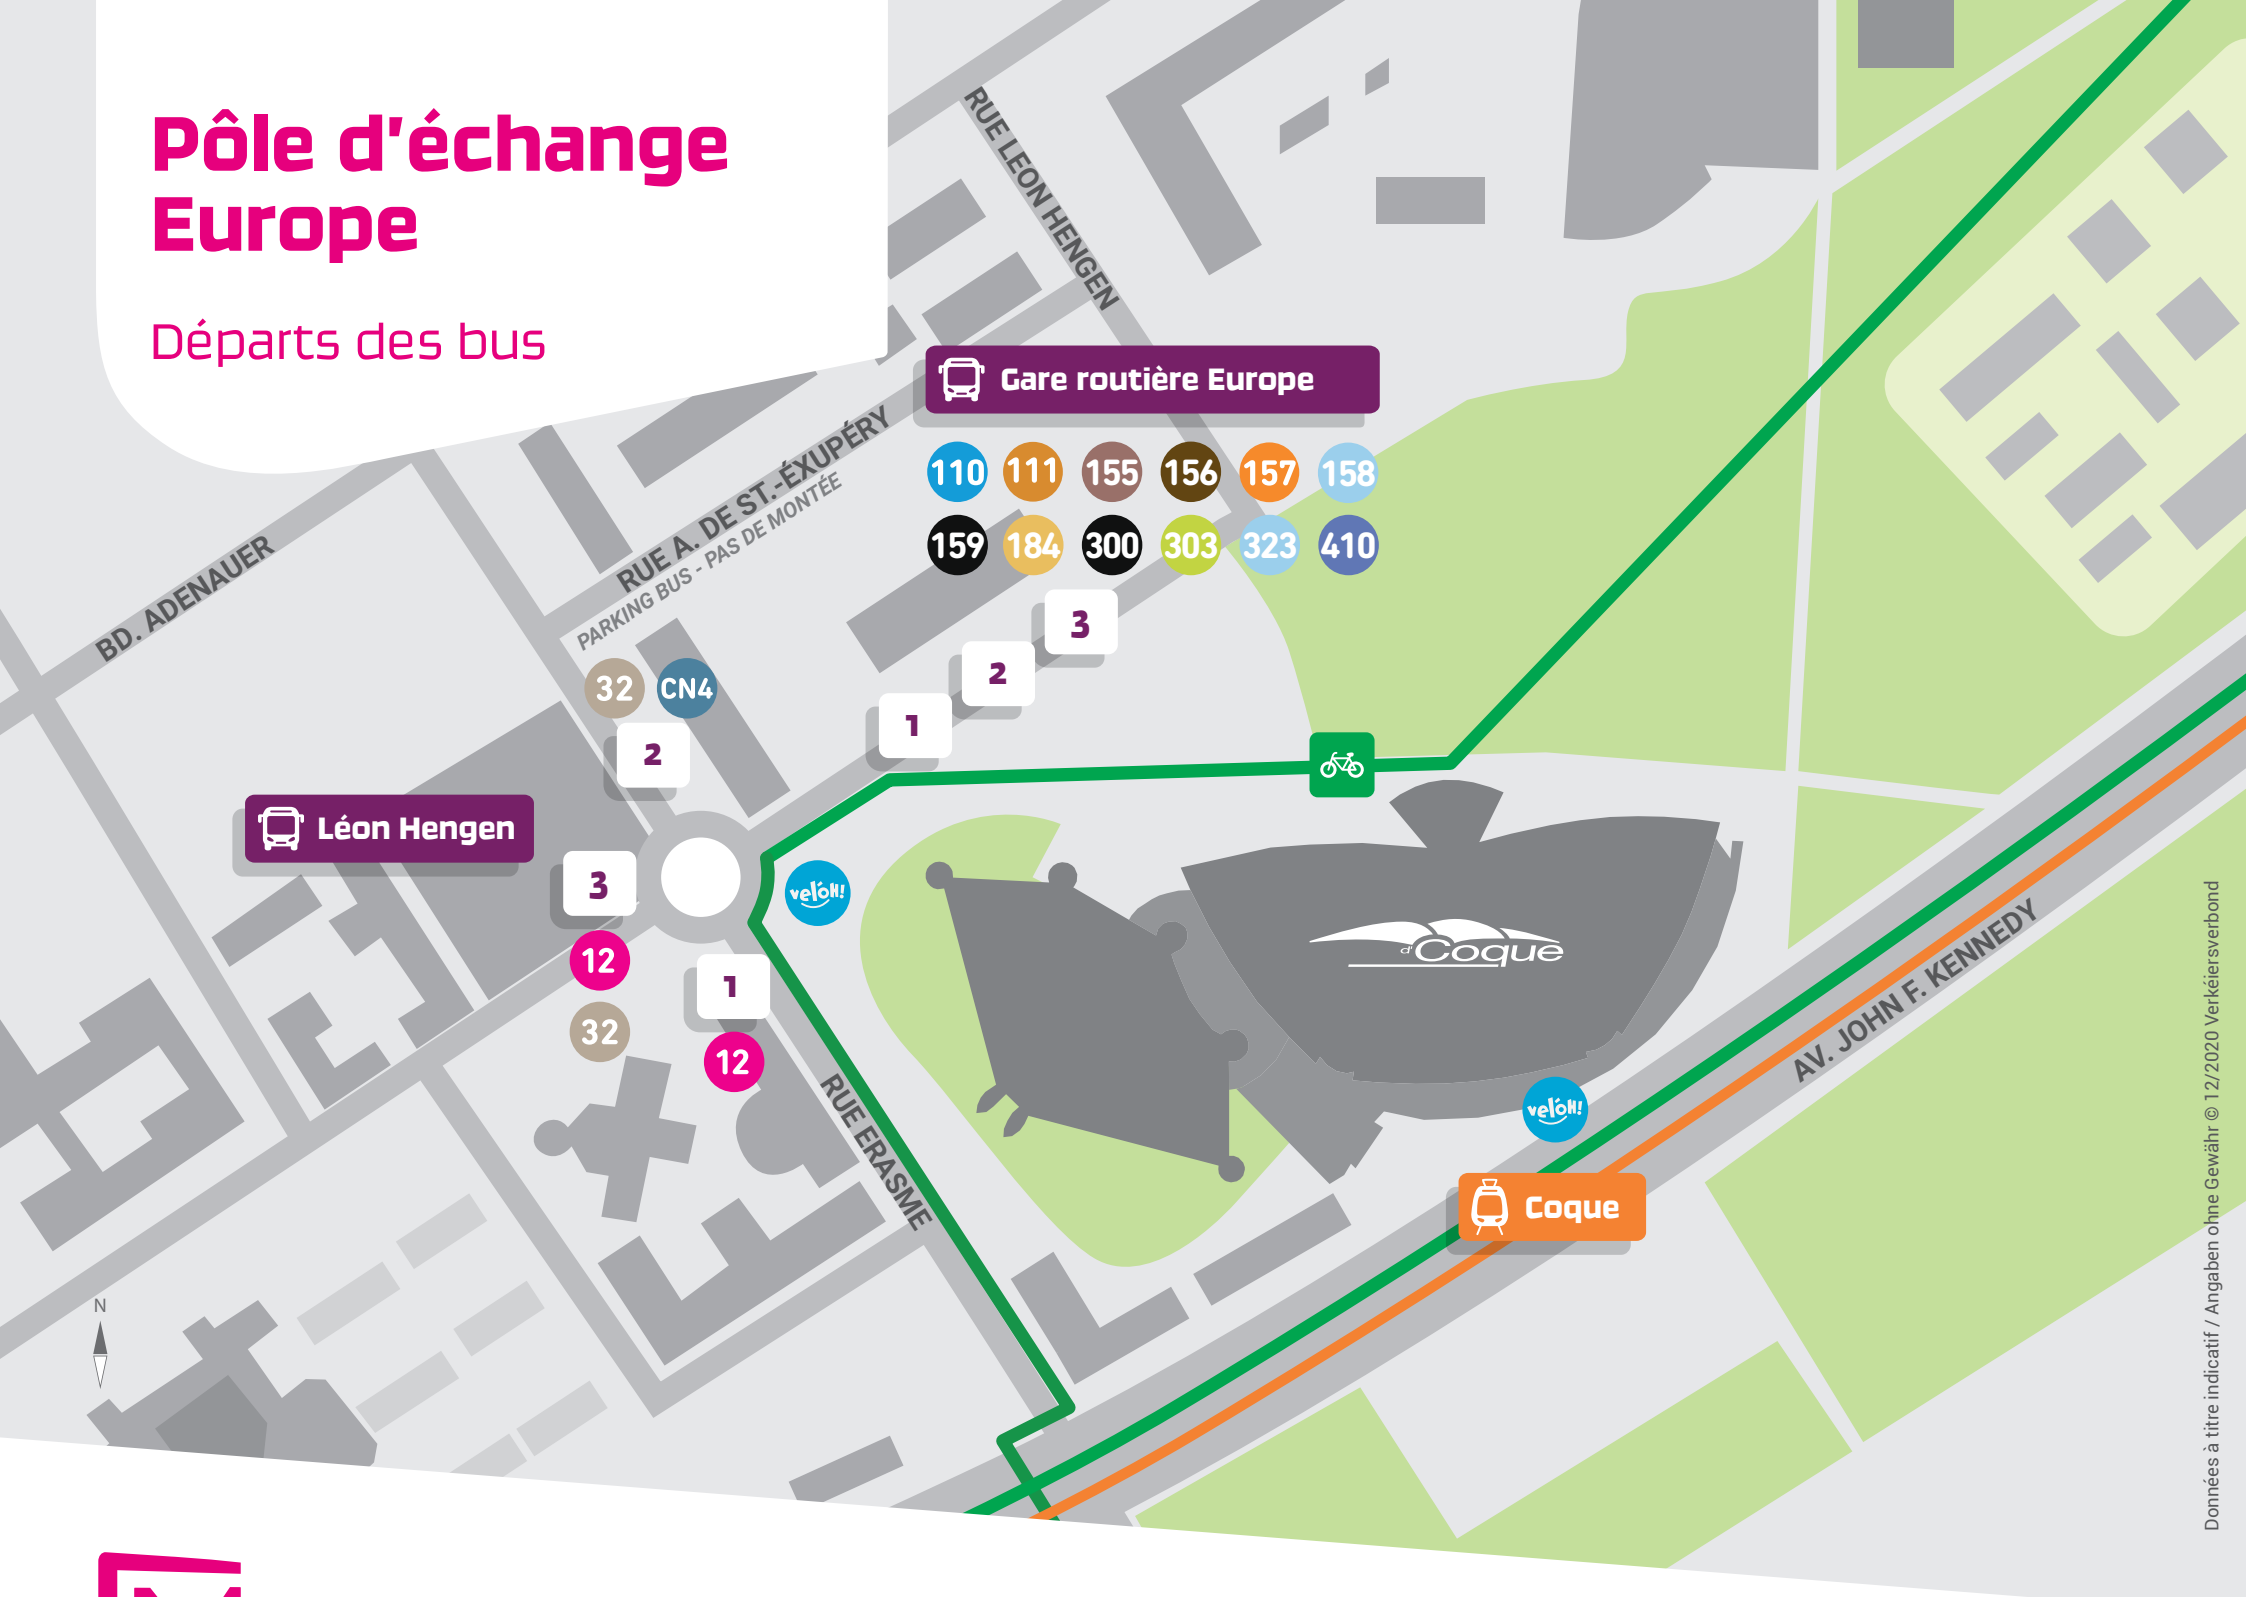 Pôle d'échange
Europe
Départs des bus
RUE LEON HENGEN
Gare routière Europe
110 111 155 156 157 158
159 184 300 303 323 410
RUE A. DE ST.-ÉXUPÉRY
PARKING BUS - PAS DE MONTÉE
BD. ADENAUER
3
2
1
32 CN4
2
Léon Hengen
3
12
32
1
12
vel'oH!
d'Coque
RUE ERASME
AV. JOHN F. KENNEDY
vel'oH!
Coque
N
Données à titre indicatif / Angaben ohne Gewähr © 12/2020 Verkéiersverbond